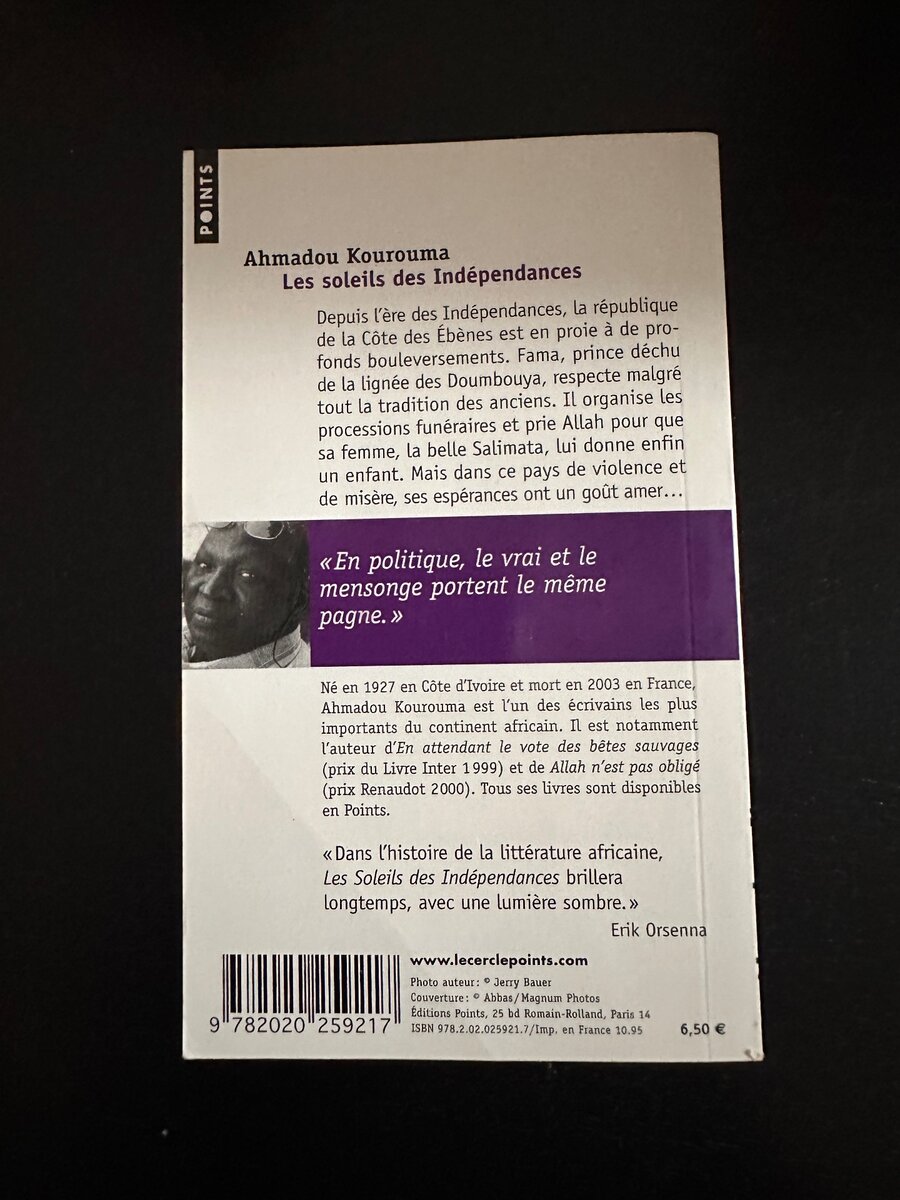 POINTS
Ahmadou Kourouma
Les soleils des Indépendances
Depuis l'ère des Indépendances, la république
de la Côte des Ébènes est en proie à de pro-
fonds bouleversements. Fama, prince déchu
de la lignée des Doumbouya, respecte malgré
tout la tradition des anciens. Il organise les
processions funéraires et prie Allah pour que
sa femme, la belle Salimata, lui donne enfin
un enfant. Mais dans ce pays de violence et
de misère, ses espérances ont un goût amer…
« En politique, le vrai et le
mensonge portent le même
pagne. »
Né en 1927 en Côte d'Ivoire et mort en 2003 en France,
Ahmadou Kourouma est l'un des écrivains les plus
importants du continent africain. Il est notamment
l'auteur d'En attendant le vote des bêtes sauvages
(prix du Livre Inter 1999) et de Allah n'est pas obligé
(prix Renaudot 2000). Tous ses livres sont disponibles
en Points.
« Dans l'histoire de la littérature africaine,
Les Soleils des Indépendances brillera
longtemps, avec une lumière sombre. »
Erik Orsenna
www.lecerclepoints.com
Photo auteur : © Jerry Bauer
Couverture : © Abbas/Magnum Photos
Éditions Points, 25 bd Romain-Rolland, Paris 14
ISBN 978.2.02.025921.7/Imp. en France 10.95
6,50 €
9 782020 259217